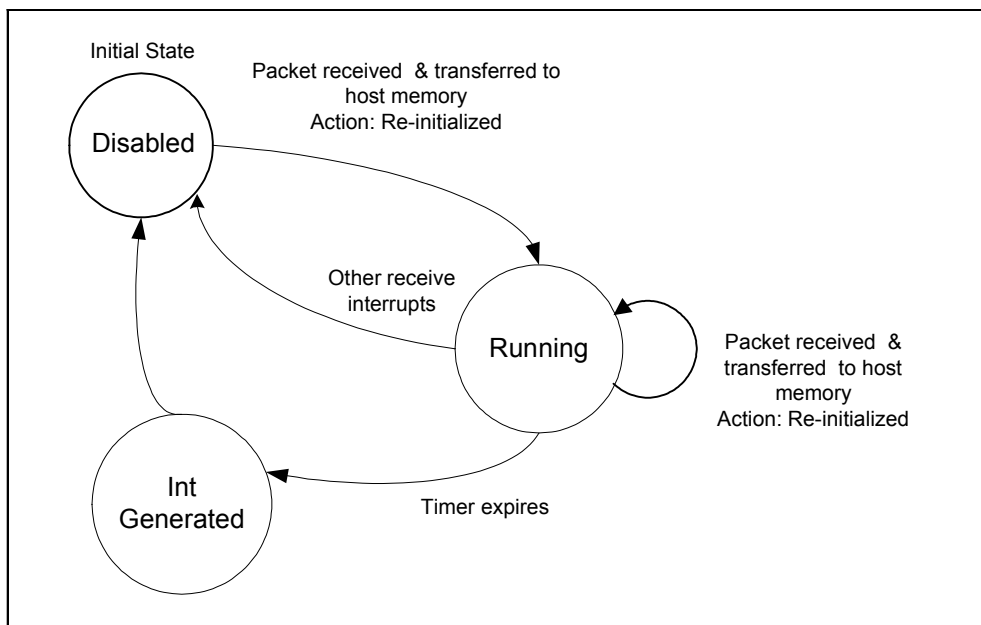 Initial State
Disabled
Packet received & transferred to
host memory
Action: Re-initialized
Other receive
interrupts
Running
Packet received &
transferred to host
memory
Action: Re-initialized
Int
Generated
Timer expires